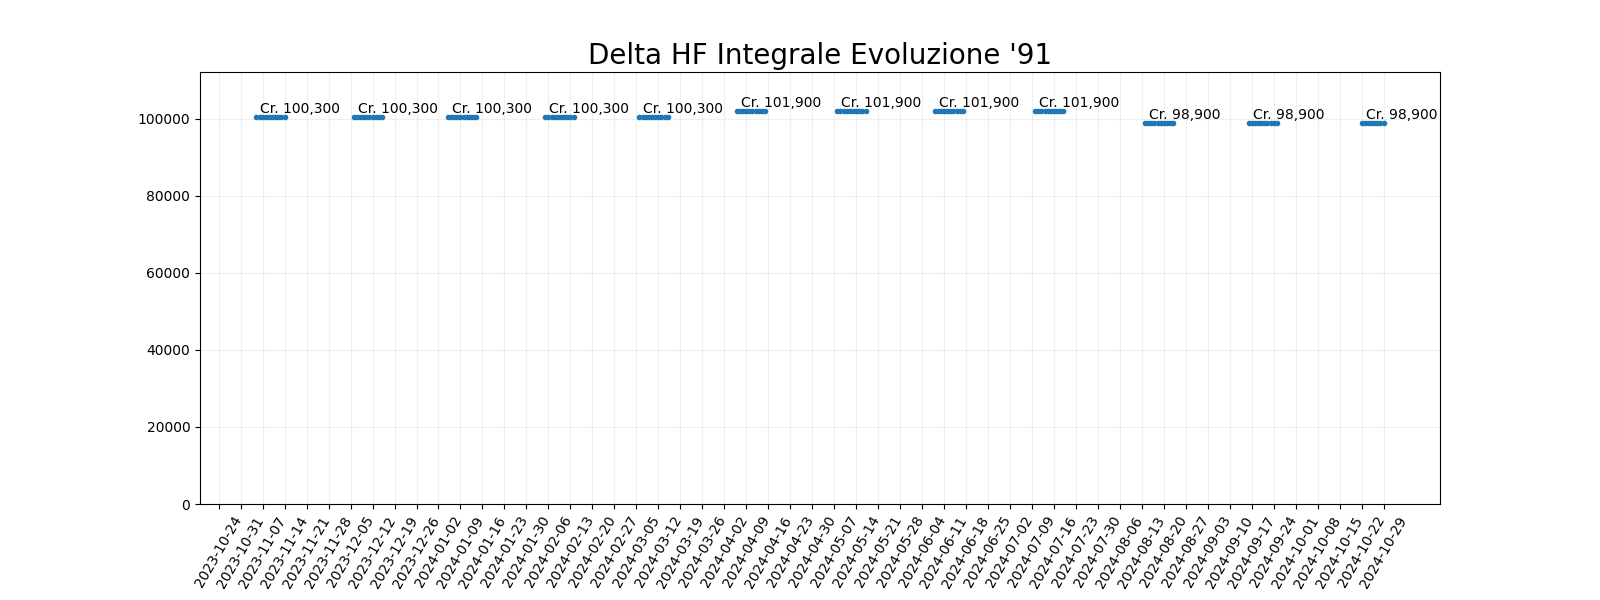 Delta HF Integrale Evoluzione '91
Cr. 100,300 Cr. 100,300 Cr. 100,300 Cr. 100,300 Cr. 100,300 Cr. 101,900 Cr. 101,900 Cr. 101,900 Cr. 101,900 Cr. 98,900 Cr. 98,900 Cr. 98,900
100000
80000
60000
40000
20000
0
2023-10-24 2023-10-31 2023-11-07 2023-11-14 2023-11-21 2023-11-28 2023-12-05 2023-12-12 2023-12-19 2023-12-26 2024-01-02 2024-01-09 2024-01-16 2024-01-23 2024-01-30 2024-02-06 2024-02-13 2024-02-20 2024-02-27 2024-03-05 2024-03-12 2024-03-19 2024-03-26 2024-04-02 2024-04-09 2024-04-16 2024-04-23 2024-04-30 2024-05-07 2024-05-14 2024-05-21 2024-05-28 2024-06-04 2024-06-11 2024-06-18 2024-06-25 2024-07-02 2024-07-09 2024-07-16 2024-07-23 2024-07-30 2024-08-06 2024-08-13 2024-08-20 2024-08-27 2024-09-03 2024-09-10 2024-09-17 2024-09-24 2024-10-01 2024-10-08 2024-10-15 2024-10-22 2024-10-29